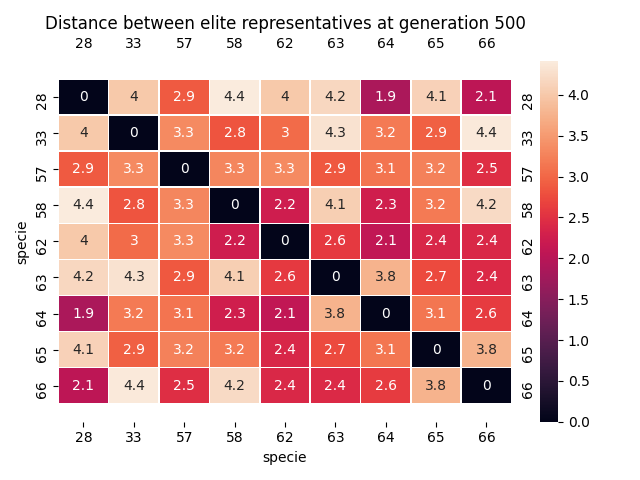 Distance between elite representatives at generation 500
28 33 57 58 62 63 64 65 66
28 0 4 2.9 4.4 4 4.2 1.9 4.1 2.1 28
33 4 0 3.3 2.8 3 4.3 3.2 2.9 4.4 33
57 2.9 3.3 0 3.3 3.3 2.9 3.1 3.2 2.5 57
58 4.4 2.8 3.3 0 2.2 4.1 2.3 3.2 4.2 58
62 4 3 3.3 2.2 0 2.6 2.1 2.4 2.4 62
63 4.2 4.3 2.9 4.1 2.6 0 3.8 2.7 2.4 63
64 1.9 3.2 3.1 2.3 2.1 3.8 0 3.1 2.6 64
65 4.1 2.9 3.2 3.2 2.4 2.7 3.1 0 3.8 65
66 2.1 4.4 2.5 4.2 2.4 2.4 2.6 3.8 0 66
28 33 57 58 62 63 64 65 66
specie
specie
4.0
3.5
3.0
2.5
2.0
1.5
1.0
0.5
0.0